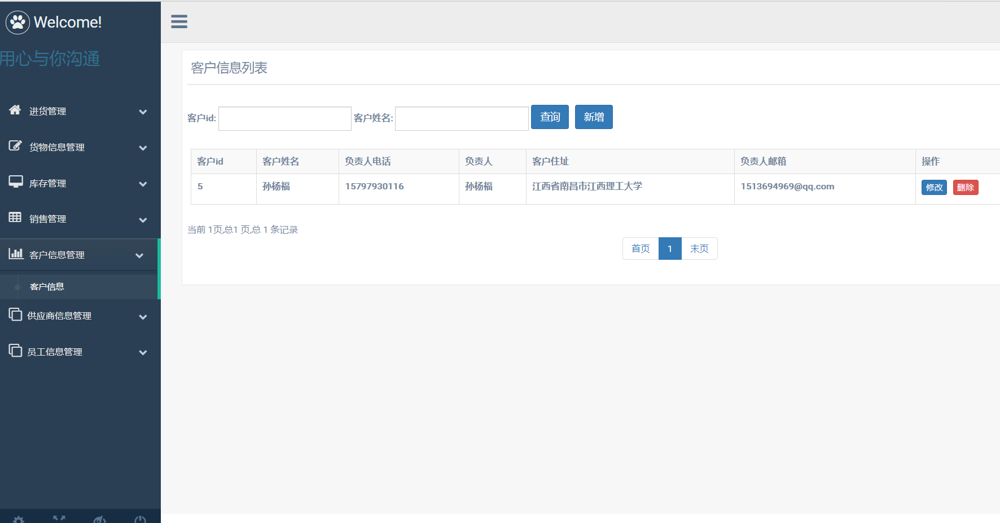 Welcome!
用心与你沟通
进货管理
货物信息管理
库存管理
销售管理
客户信息管理
客户信息
供应商信息管理
员工信息管理
客户信息列表
客户id: 客户姓名: 查询 新增
客户id 客户姓名 负责人电话 负责人 客户住址 负责人邮箱 操作
5 孙杨福 15797930116 孙杨福 江西省南昌市江西理工大学 1513694969@qq.com 修改 删除
当前 1页,总1 页,总 1 条记录
首页 1 末页